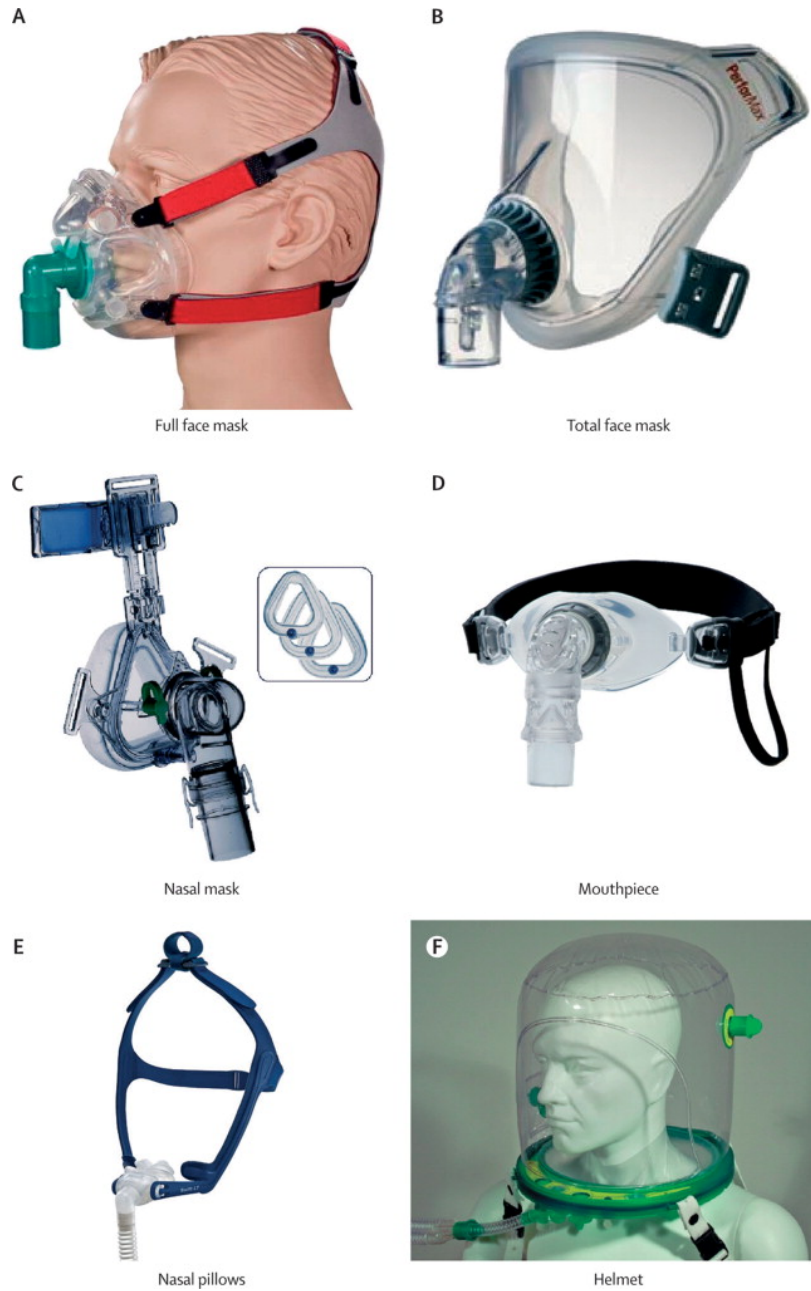 A
B
PerforMax
Full face mask
Total face mask
C
D
Nasal mask
Mouthpiece
E
F
Nasal pillows
Helmet